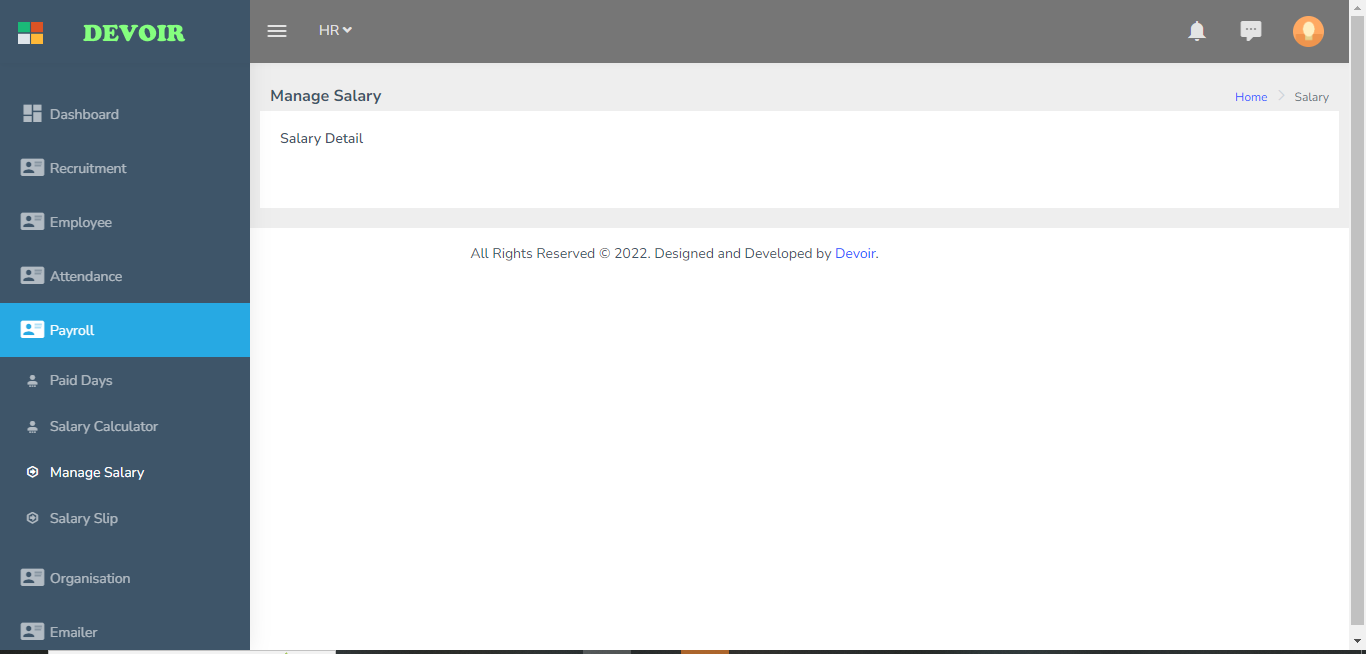 DEVOIR
HR
Dashboard
Recruitment
Employee
Attendance
Payroll
Paid Days
Salary Calculator
Manage Salary
Salary Slip
Organisation
Emailer
Manage Salary
Home
Salary
Salary Detail
All Rights Reserved © 2022. Designed and Developed by Devoir.